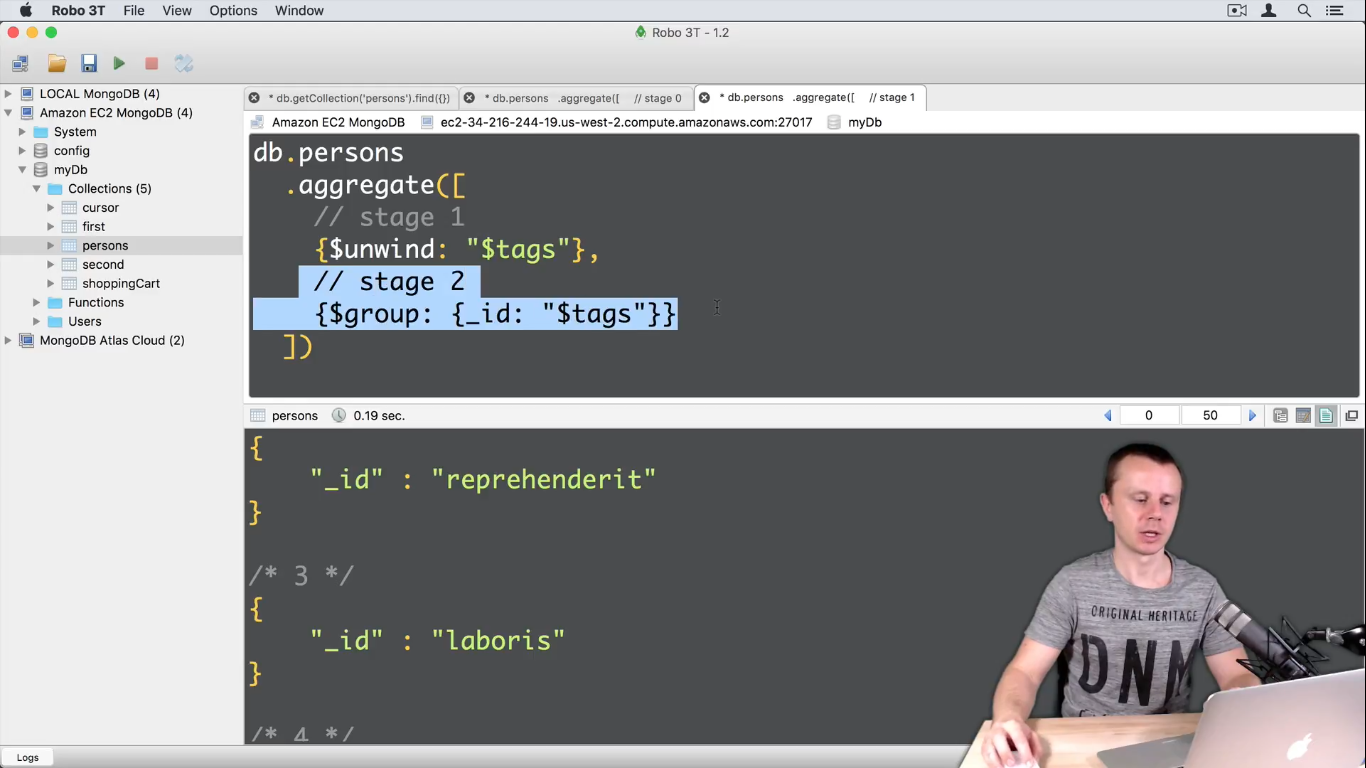 Robo 3T File View Options Window
Robo 3T - 1.2
LOCAL MongoDB (4)
Amazon EC2 MongoDB (4)
System
config
myDb
Collections (5)
cursor
first
persons
second
shoppingCart
Functions
Users
MongoDB Atlas Cloud (2)
* db.getCollection('persons').find({}) * db.persons .aggregate([ // stage 0 * db.persons .aggregate([ // stage 1
Amazon EC2 MongoDB ec2-34-216-244-19.us-west-2.compute.amazonaws.com:27017 myDb
db.persons
.aggregate([
// stage 1
{$unwind: "$tags"},
// stage 2
{$group: {_id: "$tags"}}
])
persons 0.19 sec. 0 50
{
"_id" : "reprehenderit"
}
/* 3 */
{
"_id" : "laboris"
}
/* 4 */
ORIGINAL HERITAGE
DNM
Logs